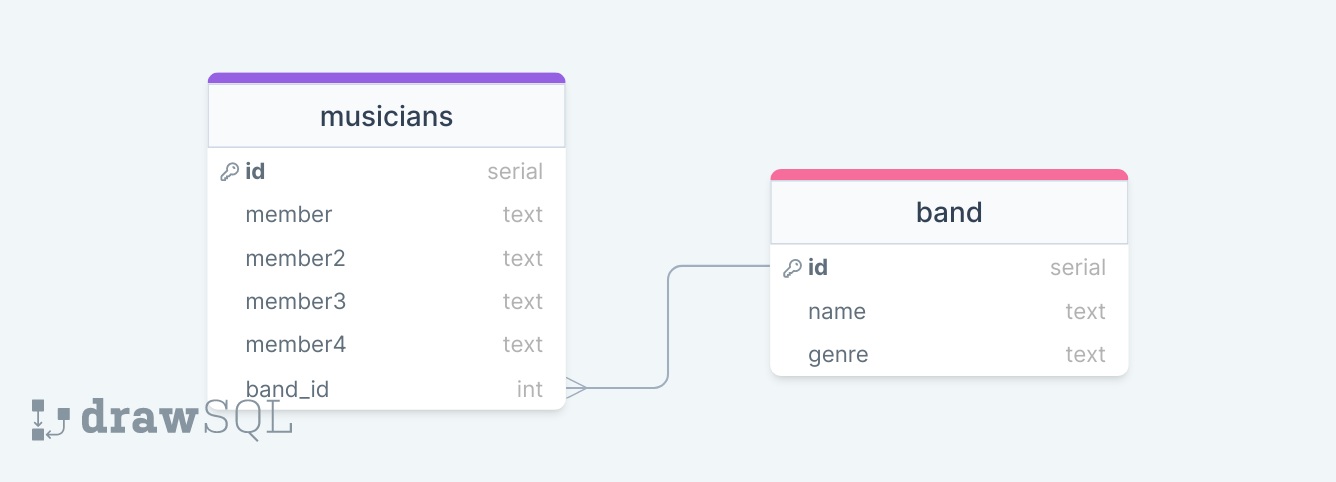 musicians
id serial
member text
member2 text
member3 text
member4 text
band_id int
band
id serial
name text
genre text
drawSQL